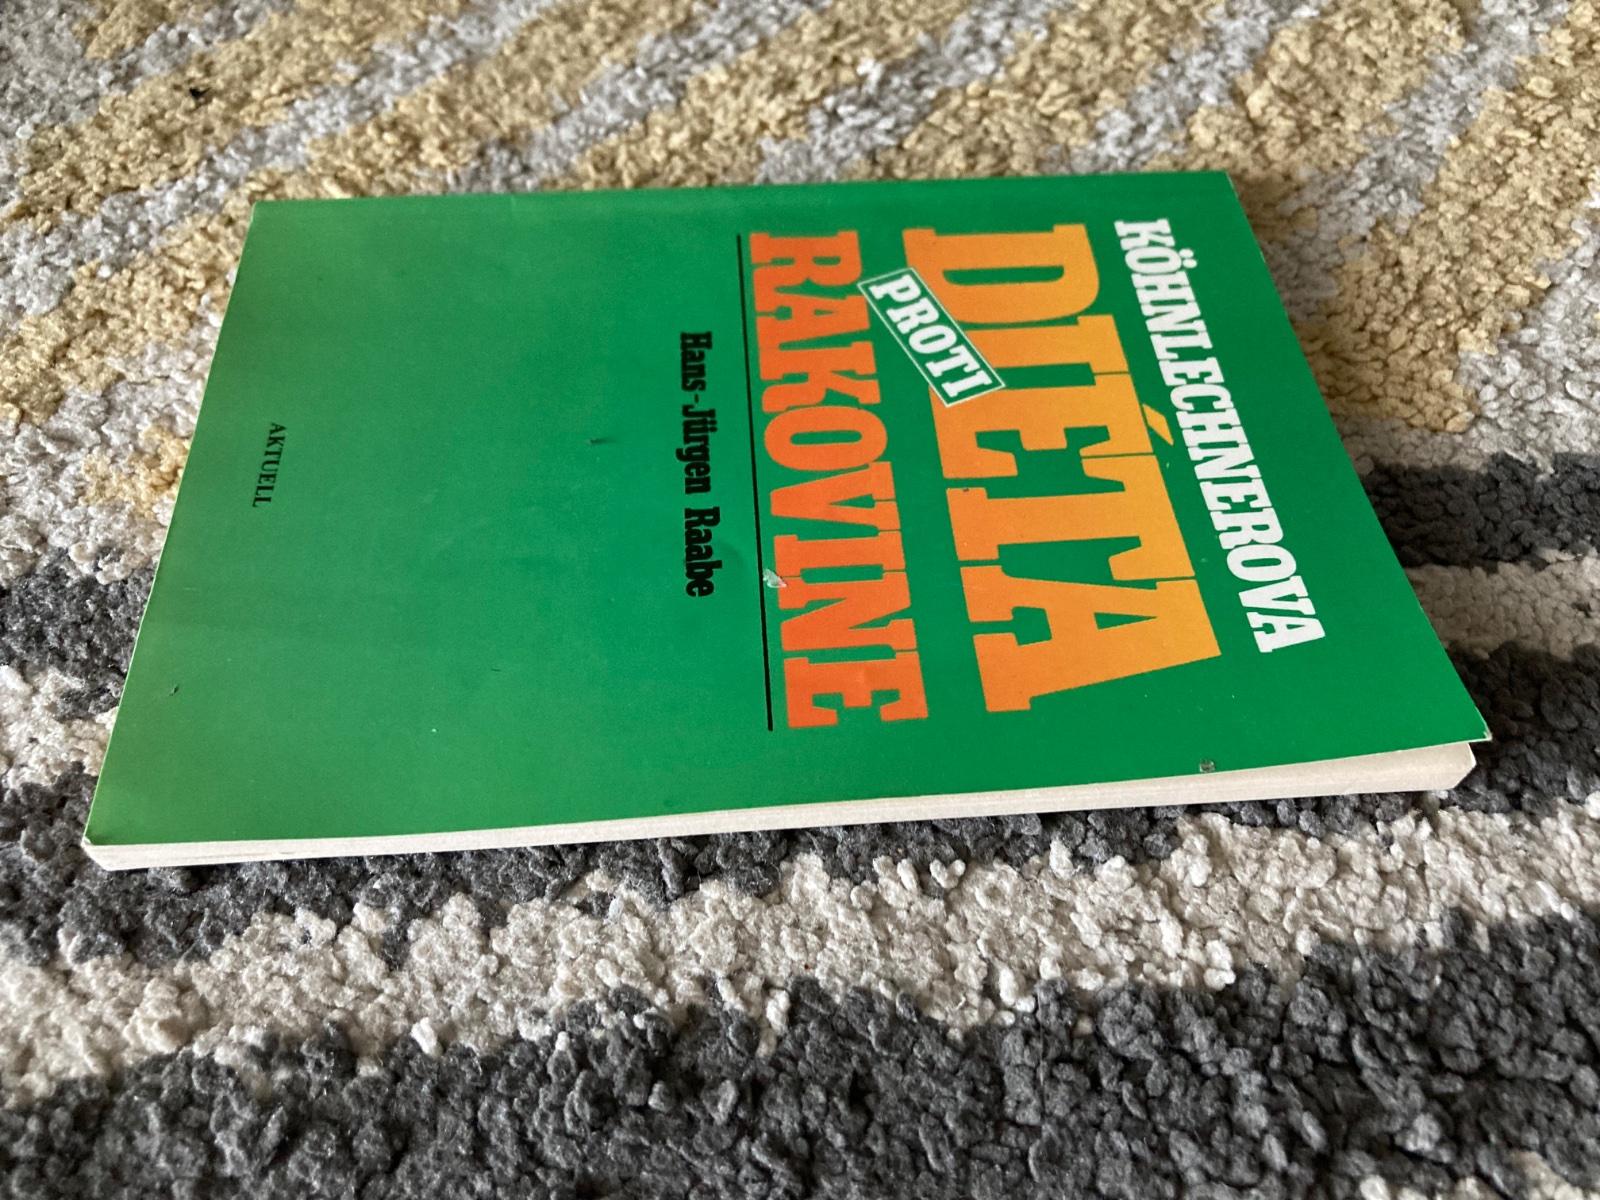 KÖHNLECHNEROVA
DIÉTA
PROTI
RAKOVINE
Hans-Jürgen Raabe
AKTUELL